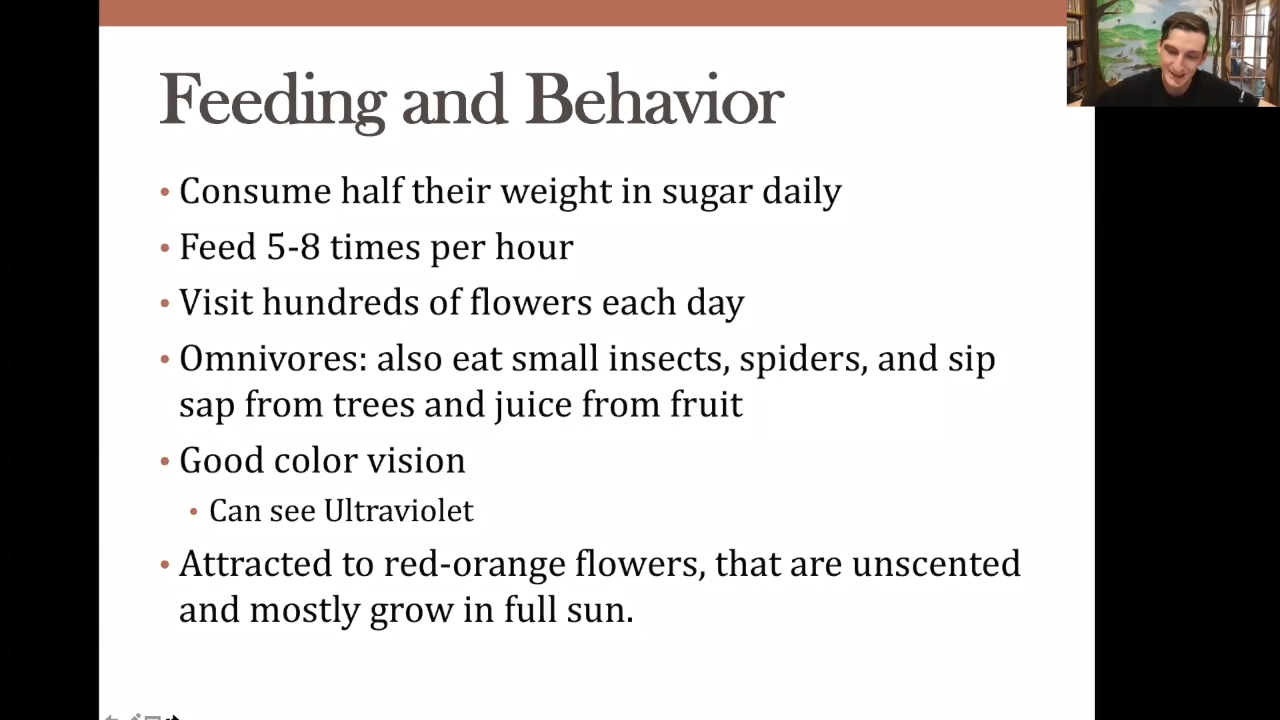 Feeding and Behavior
• Consume half their weight in sugar daily
• Feed 5-8 times per hour
• Visit hundreds of flowers each day
• Omnivores: also eat small insects, spiders, and sip
sap from trees and juice from fruit
• Good color vision
• Can see Ultraviolet
• Attracted to red-orange flowers, that are unscented
and mostly grow in full sun.